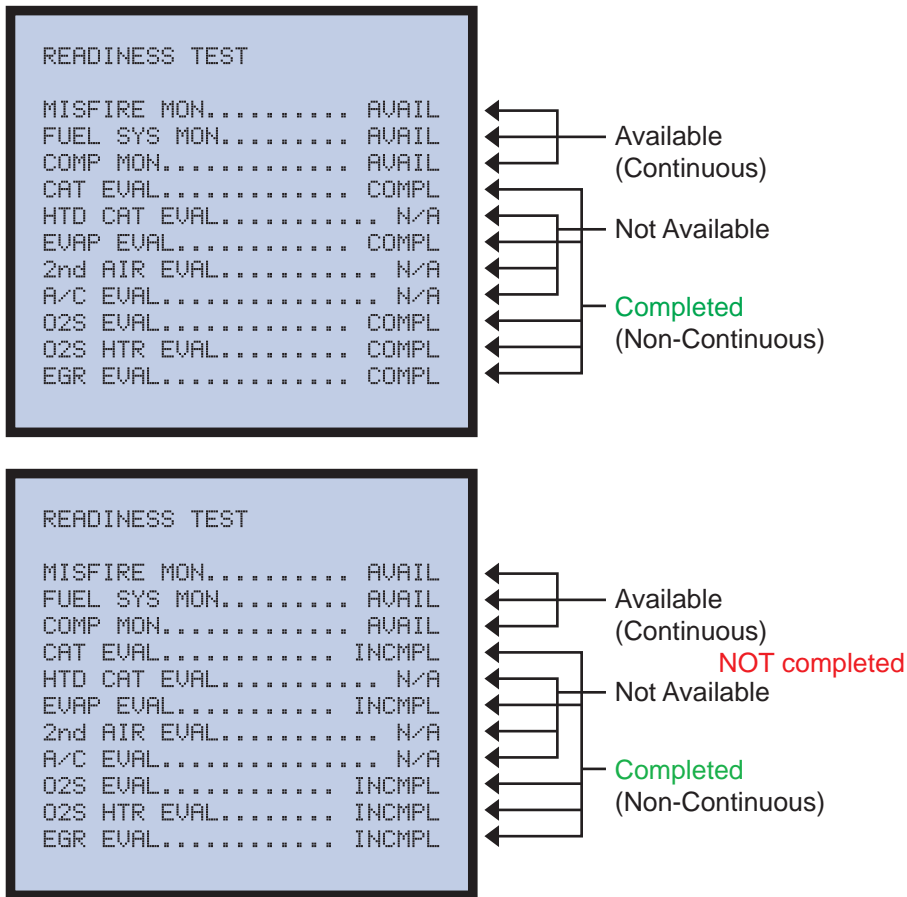 READINESS TEST
MISFIRE MON.......... AVAIL
FUEL SYS MON......... AVAIL
COMP MON............. AVAIL
CAT EVAL............. COMPL
HTD CAT EVAL........... N/A
EVAP EVAL............ COMPL
2nd AIR EVAL........... N/A
A/C EVAL............... N/A
O2S EVAL............. COMPL
O2S HTR EVAL......... COMPL
EGR EVAL............. COMPL
Available
(Continuous)
Not Available
Completed
(Non-Continuous)
READINESS TEST
MISFIRE MON.......... AVAIL
FUEL SYS MON......... AVAIL
COMP MON............. AVAIL
CAT EVAL............ INCMPL
HTD CAT EVAL........... N/A
EVAP EVAL........... INCMPL
2nd AIR EVAL........... N/A
A/C EVAL............... N/A
O2S EVAL............ INCMPL
O2S HTR EVAL........ INCMPL
EGR EVAL............ INCMPL
Available
(Continuous)
NOT completed
Not Available
Completed
(Non-Continuous)